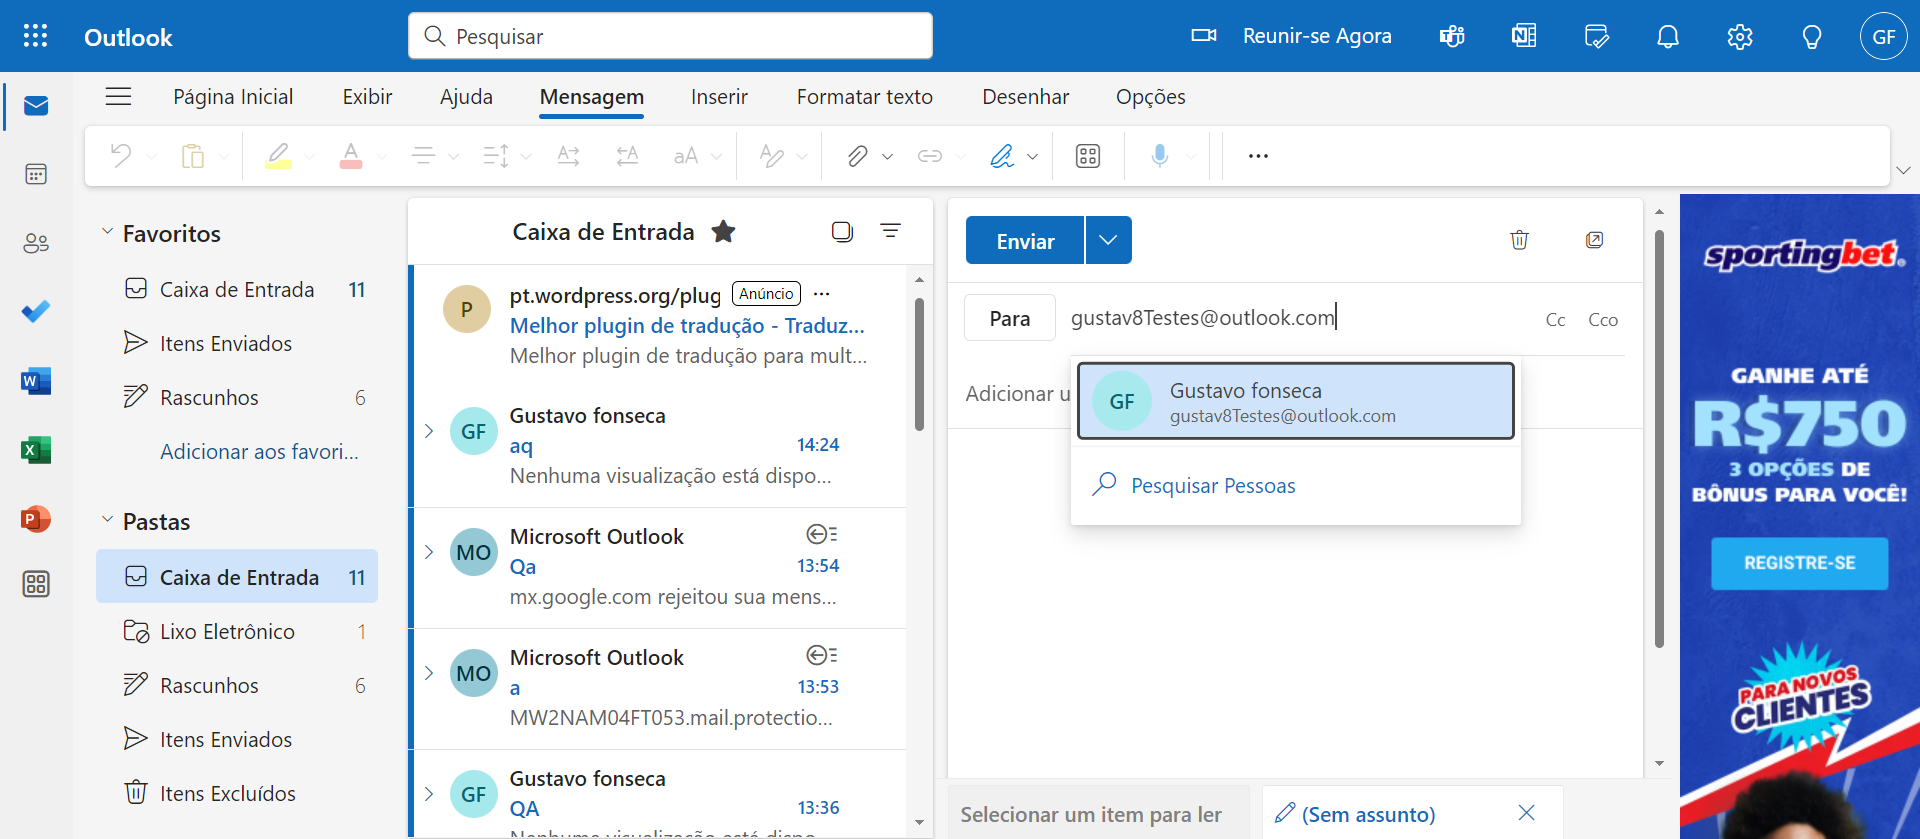 Outlook
Pesquisar
Reunir-se Agora
GF
Página Inicial
Exibir
Ajuda
Mensagem
Inserir
Formatar texto
Desenhar
Opções
Favoritos
Caixa de Entrada 11
Itens Enviados
Rascunhos 6
Adicionar aos favori...
Pastas
Caixa de Entrada 11
Lixo Eletrônico 1
Rascunhos 6
Itens Enviados
Itens Excluídos
Caixa de Entrada
P
pt.wordpress.org/plug Anúncio
Melhor plugin de tradução - Traduz...
Melhor plugin de tradução para mult...
GF
Gustavo fonseca
aq 14:24
Nenhuma visualização está dispo...
MO
Microsoft Outlook
Qa 13:54
mx.google.com rejeitou sua mens...
MO
Microsoft Outlook
a 13:53
MW2NAM04FT053.mail.protectio...
GF
Gustavo fonseca
QA 13:36
Nenhuma visualização está dispo...
Enviar
Para gustav8Testes@outlook.com Cc Cco
Adicionar u
GF
Gustavo fonseca
gustav8Testes@outlook.com
Pesquisar Pessoas
Selecionar um item para ler
(Sem assunto)
sportingbet.
GANHE ATÉ
R$750
3 OPÇÕES DE
BÔNUS PARA VOCÊ!
REGISTRE-SE
PARA NOVOS
CLIENTES